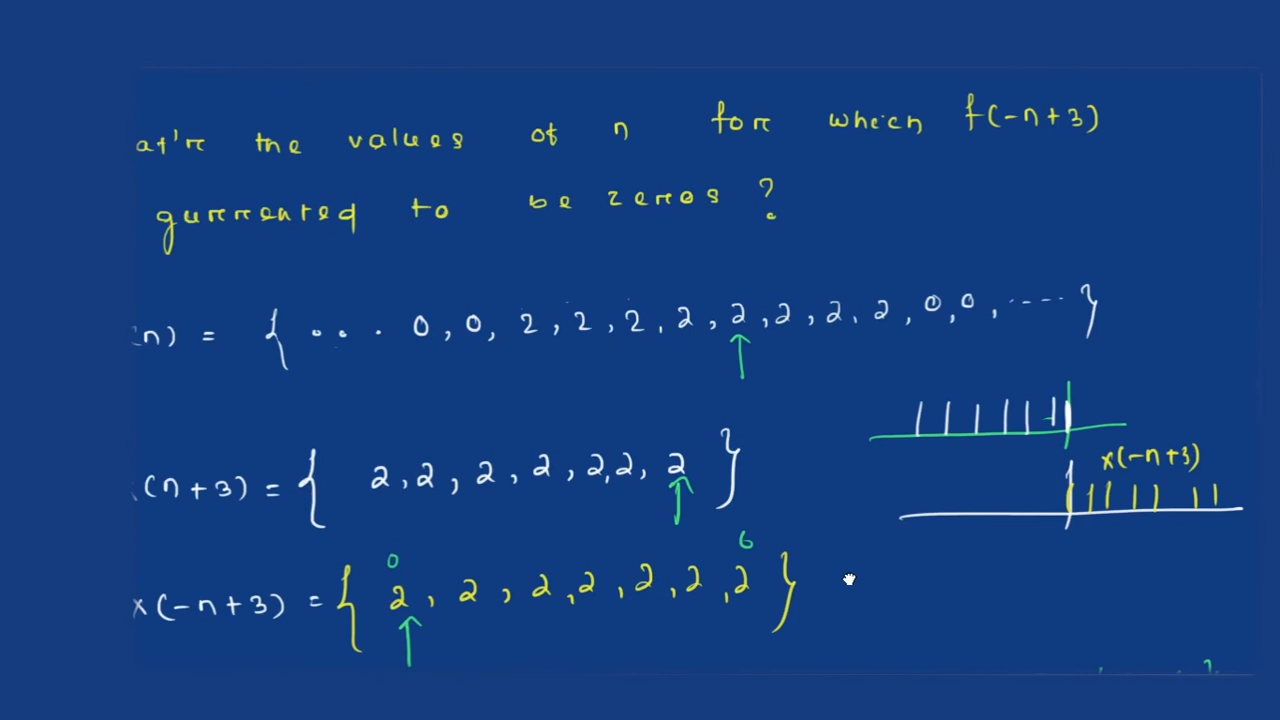 at're the values of n for which f(-n+3)
gurrented to be zeros ?
(n) = { . . . 0, 0, 2, 2, 2, 2, 2, 2, 2, 2, 0, 0, ..... }
(n+3) = { 2, 2, 2, 2, 2, 2, 2 }
x(-n+3)
0 6
x(-n+3) = { 2, 2, 2, 2, 2, 2, 2 }